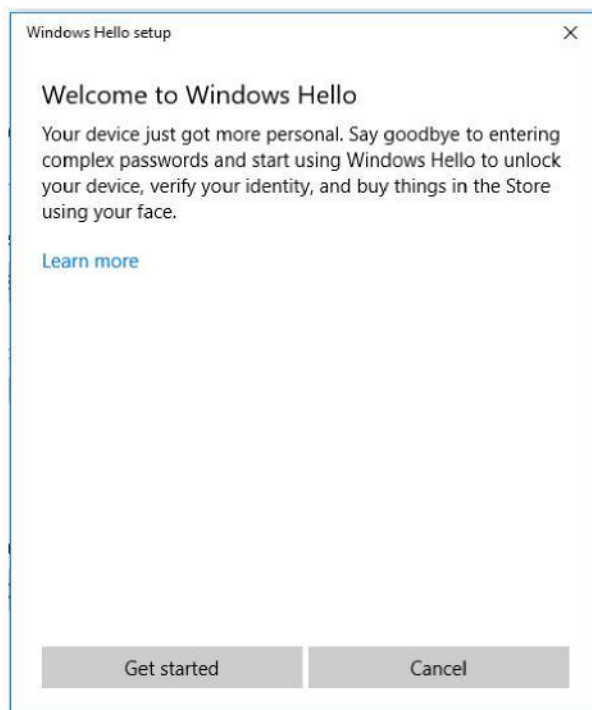 Windows Hello setup
Welcome to Windows Hello
Your device just got more personal. Say goodbye to entering
complex passwords and start using Windows Hello to unlock
your device, verify your identity, and buy things in the Store
using your face.
Learn more
Get started
Cancel